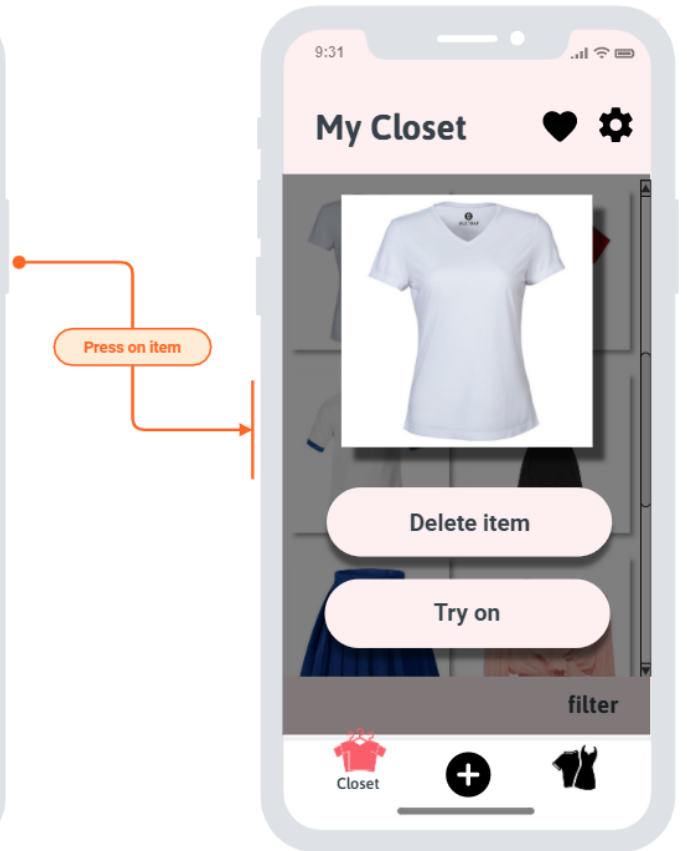 9:31
My Closet
Press on item
Delete item
Try on
filter
Closet